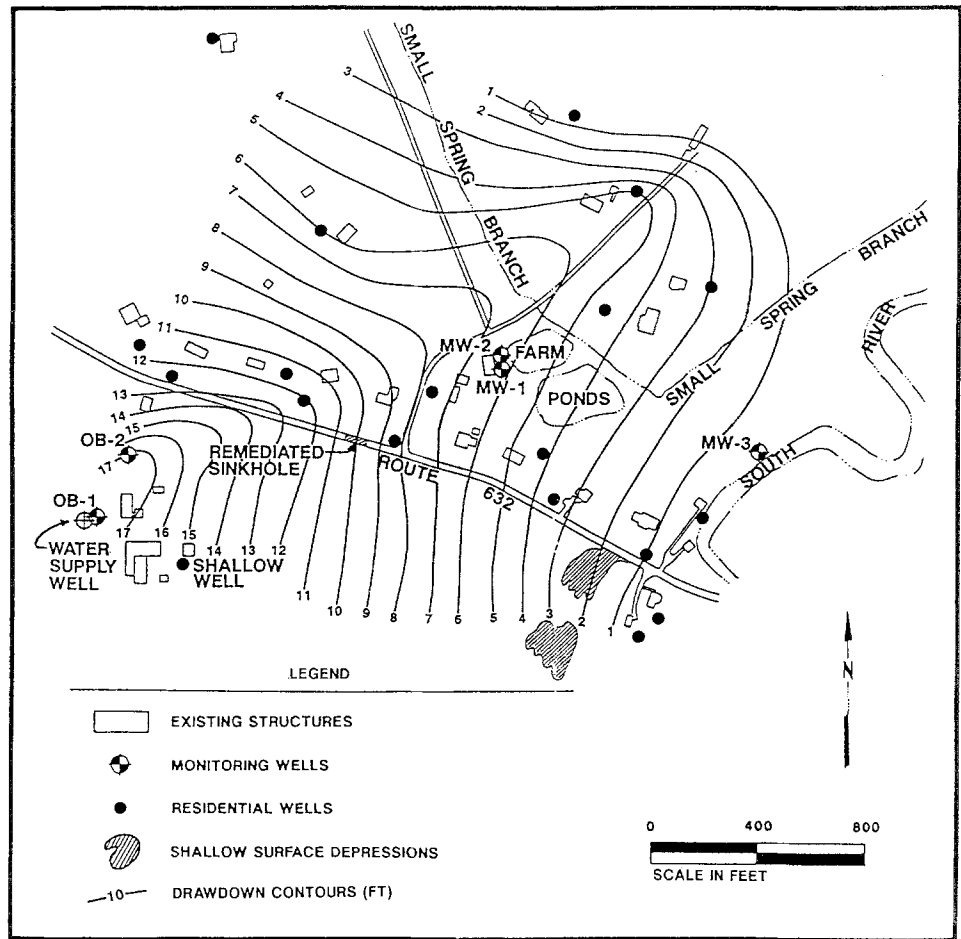 SMALL
SPRING
BRANCH
1
2
3
4
5
6
7
8
9
10
11
12
13
14
15
17
OB-2
OB-1
WATER
SUPPLY
WELL
SHALLOW
WELL
REMEDIATED
SINKHOLE
ROUTE
632
MW-2
MW-1
FARM
PONDS
SMALL
SPRING
BRANCH
MW-3
SOUTH
RIVER
17
16
15
14
13
12
11
10
9
8
7
6
5
4
3
2
1
N
LEGEND
EXISTING STRUCTURES
MONITORING WELLS
RESIDENTIAL WELLS
SHALLOW SURFACE DEPRESSIONS
—10— DRAWDOWN CONTOURS (FT)
0 400 800
SCALE IN FEET